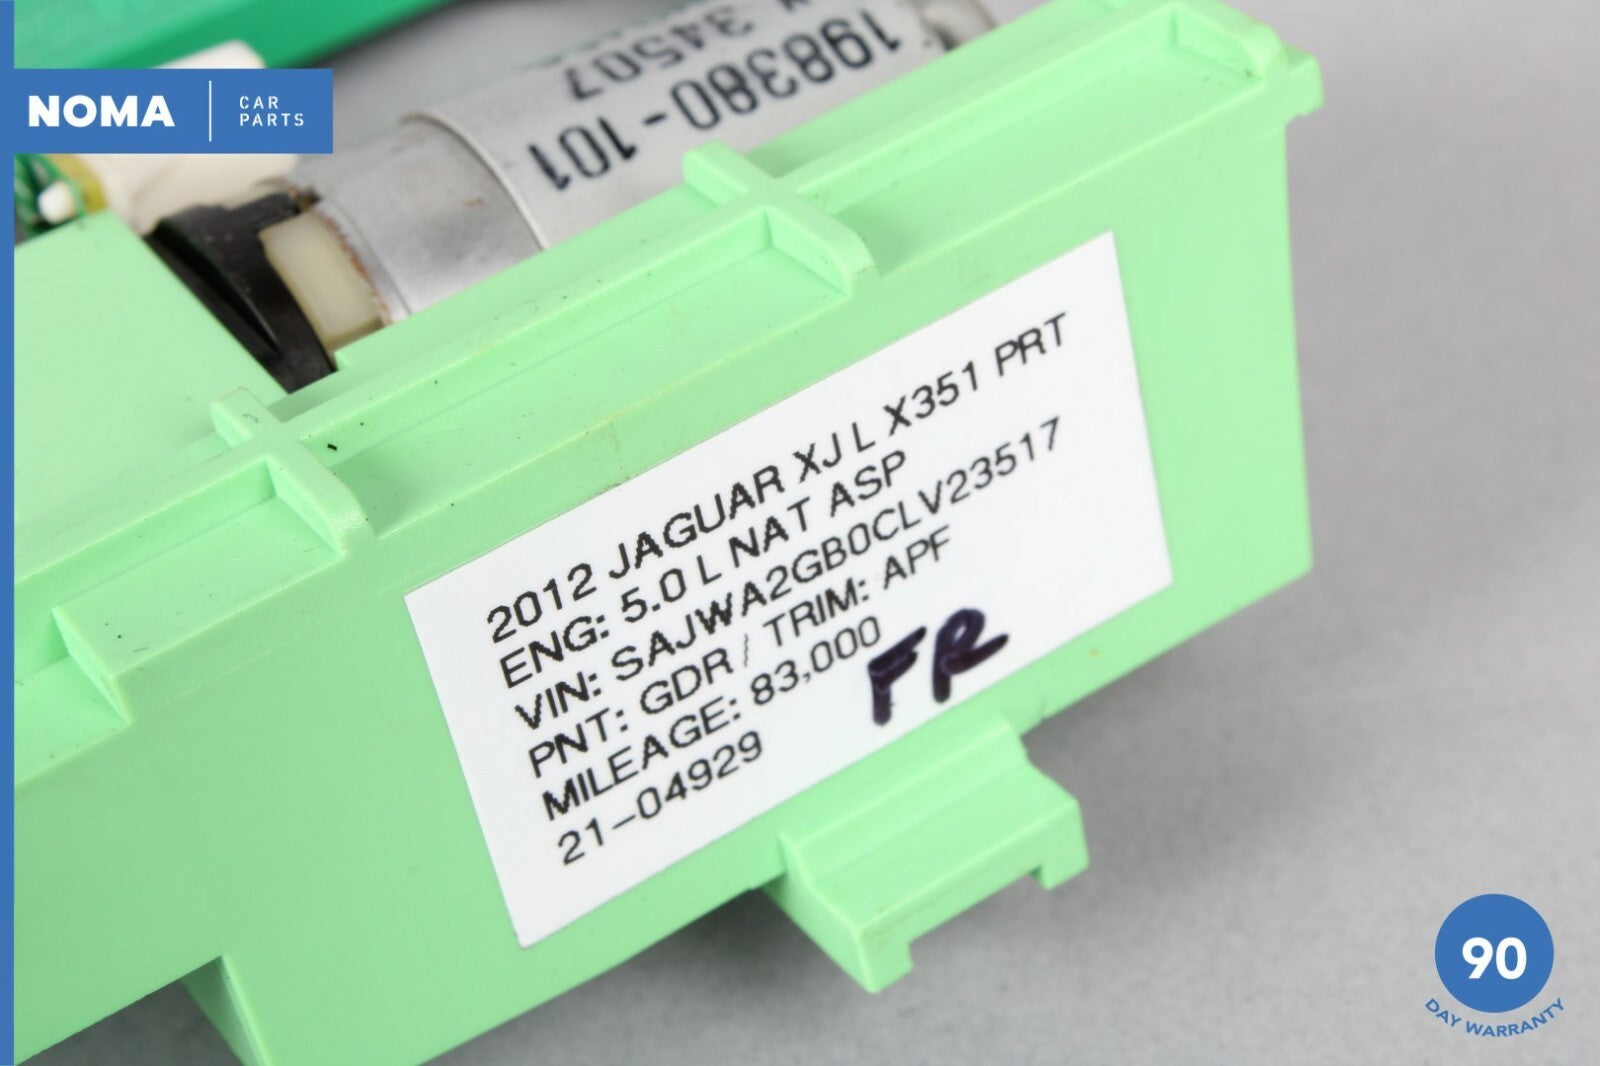 NOMA
CAR
PARTS
198380-101
34507
2012 JAGUAR XJ L X351 PRT
ENG: 5.0 L NAT ASP
VIN: SAJWA2GB0CLV23517
PNT: GDR / TRIM: APF
MILEAGE: 83,000
FR
21-04929
90
DAY WARRANTY